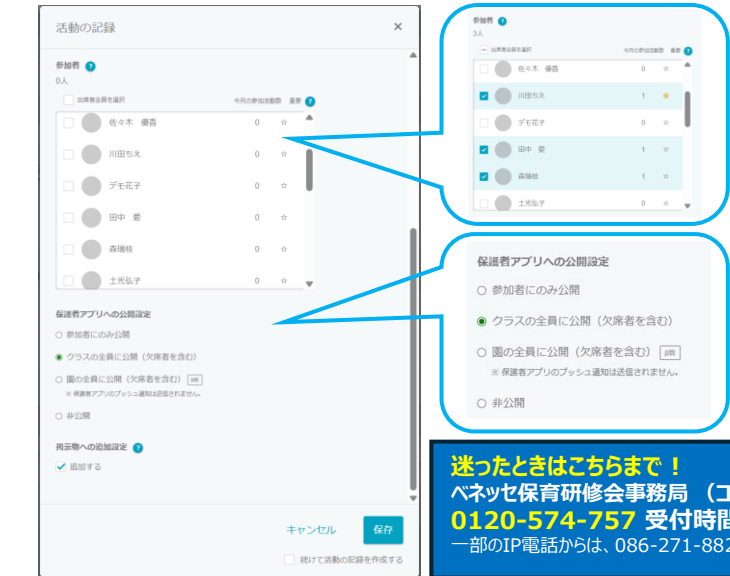 活動の記録 ×
参加者 ?
0人
出席者全員を選択 今月の参加活動数 重要 ?
佐々木 優香 0 ☆
川田ちえ 0 ☆
デモ花子 0 ☆
田中 愛 0 ☆
森瑞枝 0 ☆
土光弘子 0 ☆
保護者アプリへの公開設定
参加者にのみ公開
クラスの全員に公開（欠席者を含む）
園の全員に公開（欠席者を含む） β版
※ 保護者アプリのプッシュ通知は送信されません。
非公開
掲示物への追加設定 ?
追加する
キャンセル 保存
続けて活動の記録を作成する
参加者 ?
3人
出席者全員を選択 今月の参加活動数 重要 ?
佐々木 優香 0 ☆
川田ちえ 1 ★
デモ花子 0 ☆
田中 愛 1 ☆
森瑞枝 1 ☆
土光弘子 0 ☆
保護者アプリへの公開設定
参加者にのみ公開
クラスの全員に公開（欠席者を含む）
園の全員に公開（欠席者を含む） β版
※ 保護者アプリのプッシュ通知は送信されません。
非公開
迷ったときはこちらまで！
ベネッセ保育研修会事務局 （コ
0120-574-757 受付時間
一部のIP電話からは、086-271-882